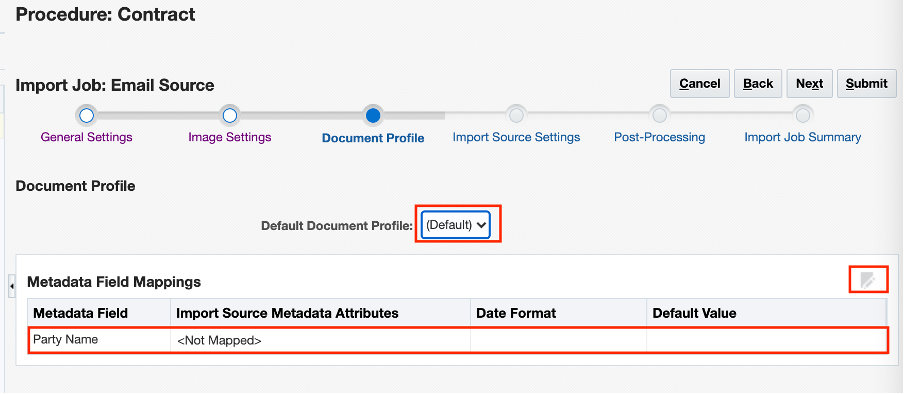 Procedure: Contract
Import Job: Email Source
Cancel Back Next Submit
General Settings Image Settings Document Profile Import Source Settings Post-Processing Import Job Summary
Document Profile
Default Document Profile: (Default)
Metadata Field Mappings
Metadata Field Import Source Metadata Attributes Date Format Default Value
Party Name <Not Mapped>